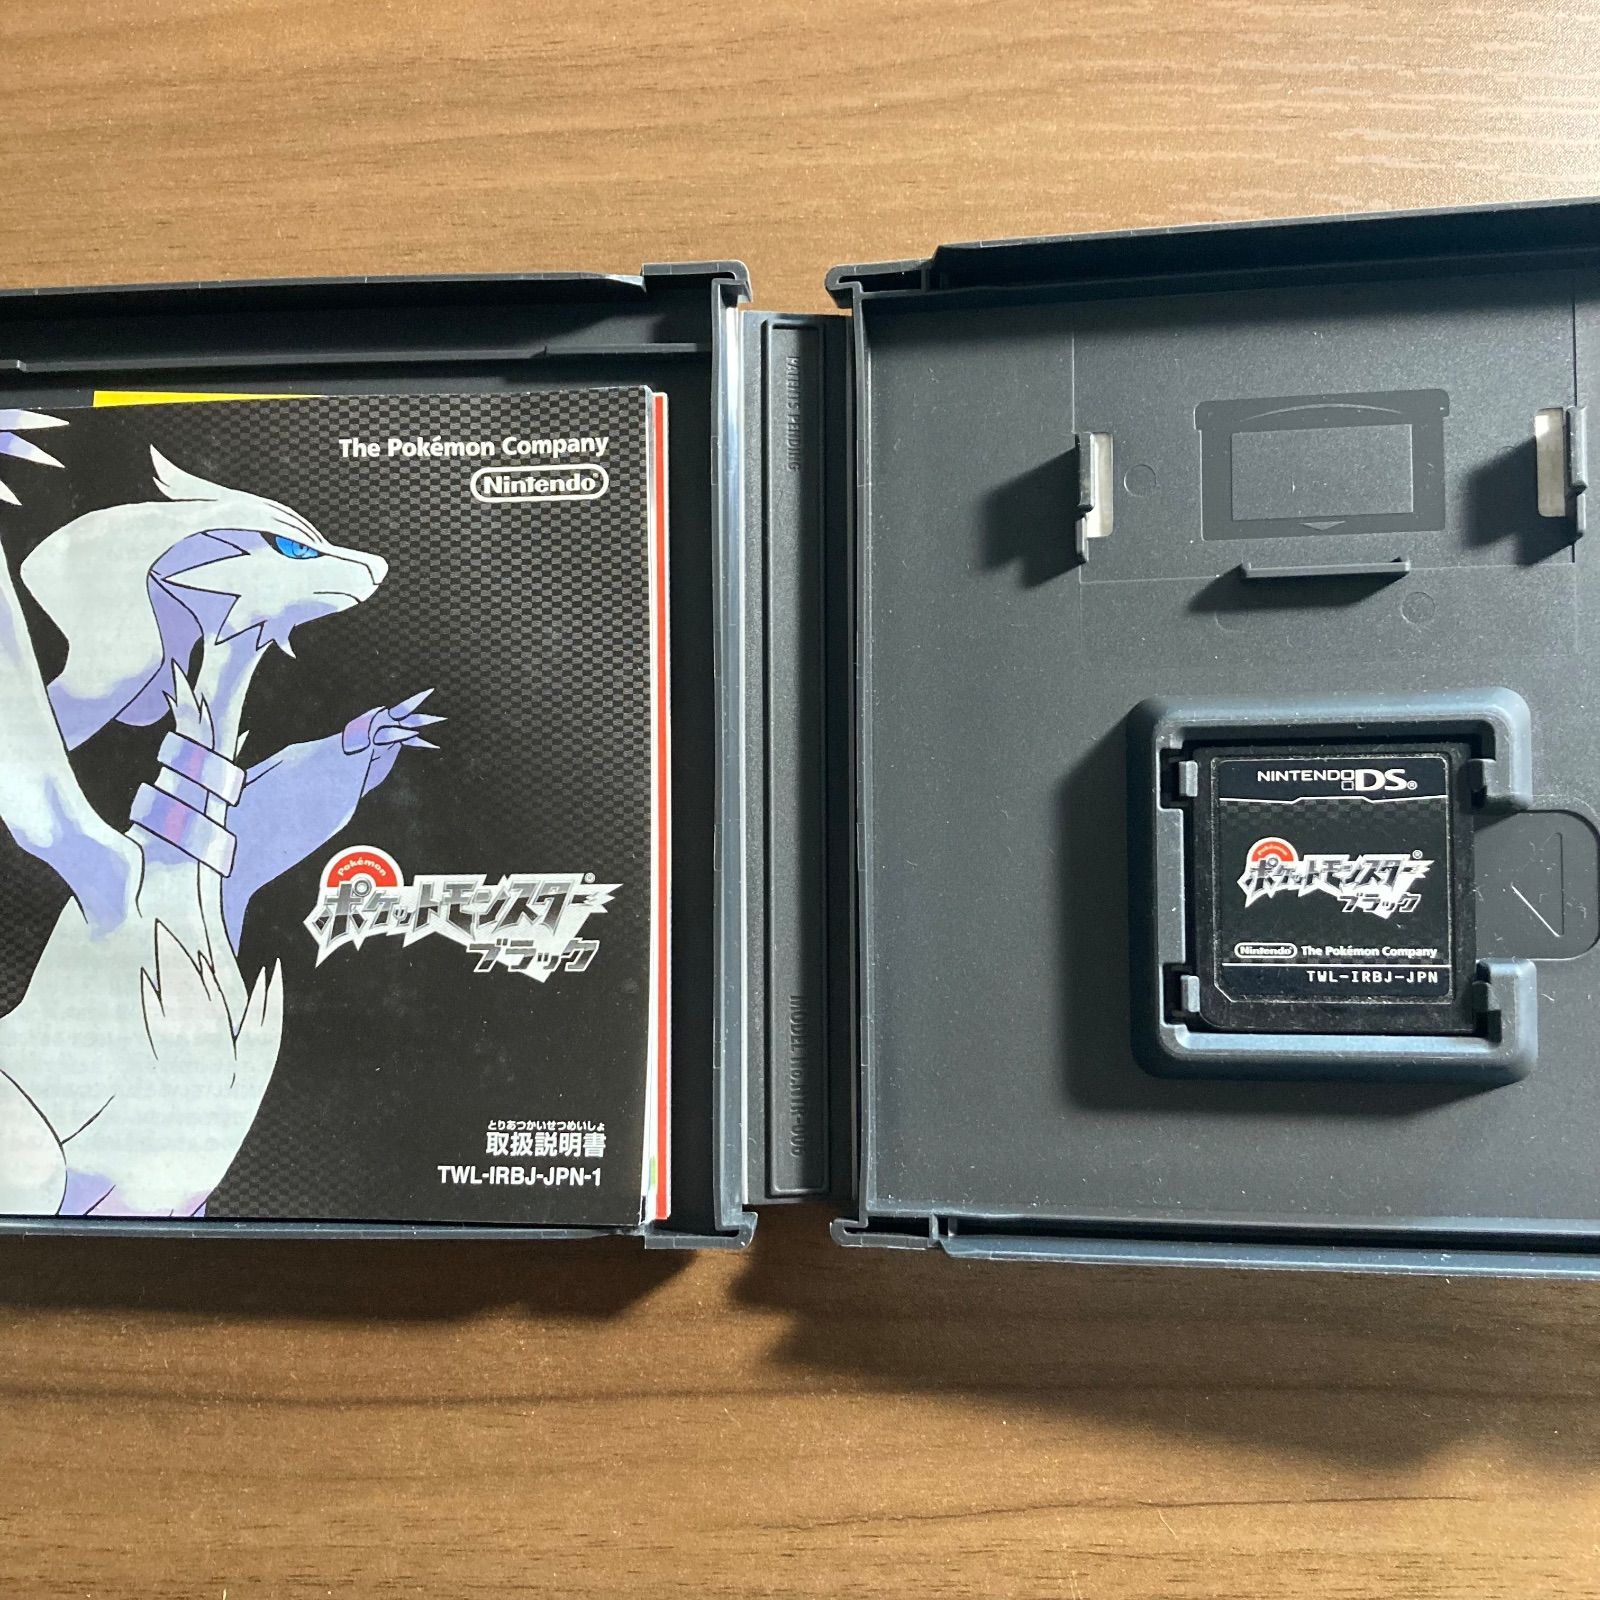 The Pokémon Company
Nintendo
Pokémon
ポケットモンスター
ブラック
とりあつかいせつめいしょ
取扱説明書
TWL-IRBJ-JPN-1
PATENTS PENDING
NINTENDO DS
Pokémon
ポケットモンスター
ブラック
Nintendo The Pokémon Company
TWL-IRBJ-JPN